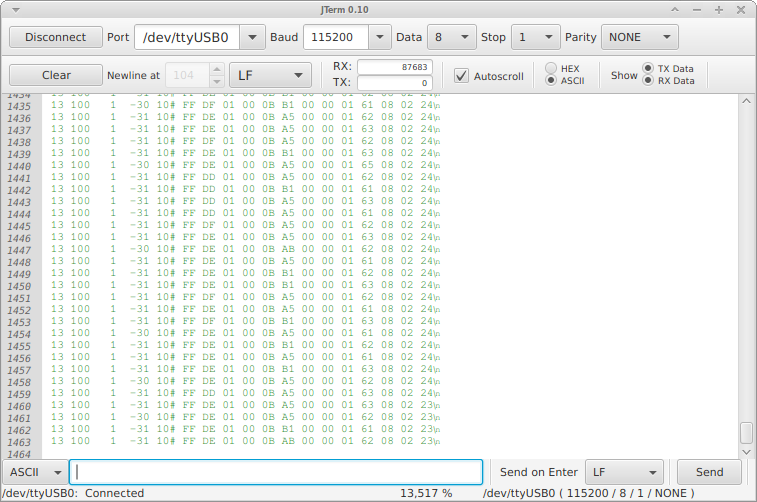 JTerm 0.10
Disconnect Port /dev/ttyUSB0 Baud 115200 Data 8 Stop 1 Parity NONE
Clear Newline at 104 LF RX: 87683 TX: 0 Autoscroll HEX ASCII Show TX Data RX Data
1435 13 100 1 -30 10# FF DF 01 00 0B B1 00 00 01 61 08 02 24\n
1436 13 100 1 -31 10# FF DE 01 00 0B A5 00 00 01 62 08 02 24\n
1437 13 100 1 -31 10# FF DE 01 00 0B A5 00 00 01 63 08 02 24\n
1438 13 100 1 -31 10# FF DF 01 00 0B A5 00 00 01 62 08 02 24\n
1439 13 100 1 -31 10# FF DE 01 00 0B B1 00 00 01 63 08 02 24\n
1440 13 100 1 -30 10# FF DF 01 00 0B A5 00 00 01 65 08 02 24\n
1441 13 100 1 -31 10# FF DD 01 00 0B A5 00 00 01 62 08 02 24\n
1442 13 100 1 -31 10# FF DD 01 00 0B B1 00 00 01 61 08 02 24\n
1443 13 100 1 -31 10# FF DE 01 00 0B A5 00 00 01 63 08 02 24\n
1444 13 100 1 -31 10# FF DE 01 00 0B A5 00 00 01 61 08 02 24\n
1445 13 100 1 -31 10# FF DF 01 00 0B A5 00 00 01 62 08 02 24\n
1446 13 100 1 -31 10# FF DE 01 00 0B A5 00 00 01 63 08 02 24\n
1447 13 100 1 -30 10# FF DE 01 00 0B AB 00 00 01 62 08 02 24\n
1448 13 100 1 -31 10# FF DE 01 00 0B A5 00 00 01 61 08 02 24\n
1449 13 100 1 -31 10# FF DE 01 00 0B B1 00 00 01 62 08 02 24\n
1450 13 100 1 -31 10# FF DE 01 00 0B B1 00 00 01 63 08 02 24\n
1451 13 100 1 -31 10# FF DF 01 00 0B A5 00 00 01 62 08 02 24\n
1452 13 100 1 -31 10# FF DF 01 00 0B A5 00 00 01 61 08 02 24\n
1453 13 100 1 -31 10# FF DF 01 00 0B B1 00 00 01 63 08 02 24\n
1454 13 100 1 -30 10# FF DF 01 00 0B A5 00 00 01 61 08 02 24\n
1455 13 100 1 -31 10# FF DE 01 00 0B B1 00 00 01 62 08 02 24\n
1456 13 100 1 -31 10# FF DE 01 00 0B A5 00 00 01 61 08 02 24\n
1457 13 100 1 -31 10# FF DE 01 00 0B B1 00 00 01 63 08 02 24\n
1458 13 100 1 -30 10# FF DE 01 00 0B A5 00 00 01 61 08 02 24\n
1459 13 100 1 -31 10# FF DD 01 00 0B A5 00 00 01 63 08 02 24\n
1460 13 100 1 -31 10# FF DE 01 00 0B A5 00 00 01 63 08 02 23\n
1461 13 100 1 -30 10# FF DE 01 00 0B A5 00 00 01 62 08 02 23\n
1462 13 100 1 -31 10# FF DE 01 00 0B B1 00 00 01 61 08 02 23\n
1463 13 100 1 -31 10# FF DE 01 00 0B AB 00 00 01 62 08 02 23\n
1464
ASCII Send on Enter LF Send
/dev/ttyUSB0: Connected 13,517 % /dev/ttyUSB0 ( 115200 / 8 / 1 / NONE )